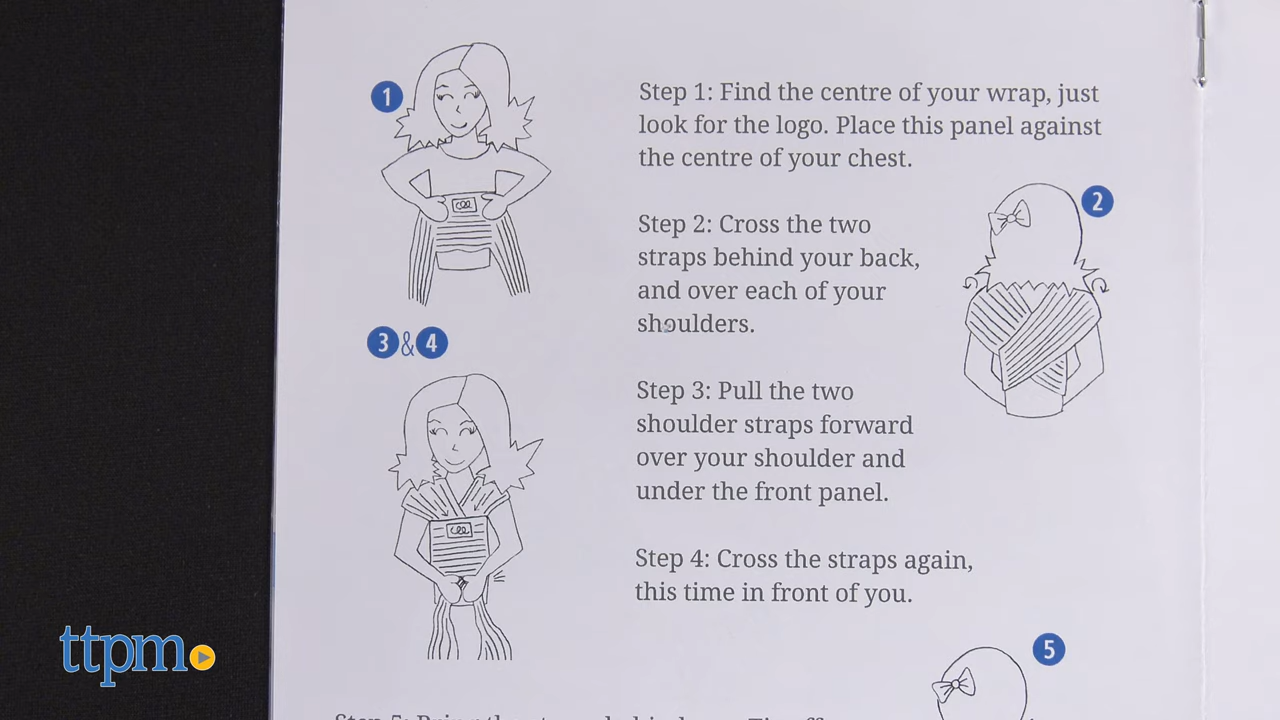 1
Step 1: Find the centre of your wrap, just
look for the logo. Place this panel against
the centre of your chest.
2
Step 2: Cross the two
straps behind your back,
and over each of your
shoulders.
3 & 4
Step 3: Pull the two
shoulder straps forward
over your shoulder and
under the front panel.
Step 4: Cross the straps again,
this time in front of you.
5
ttpm